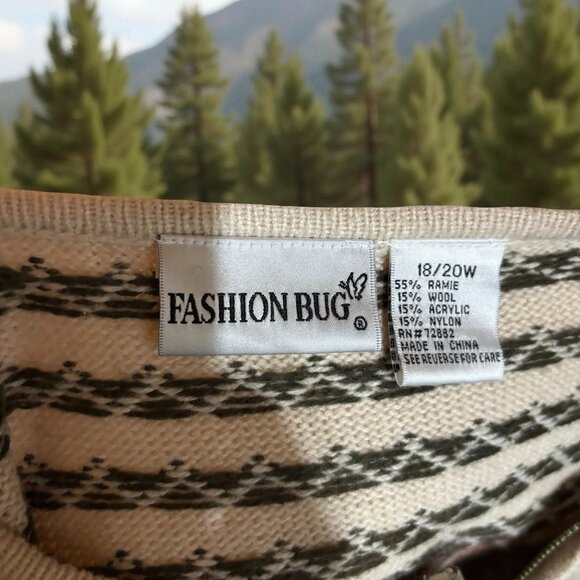 FASHION BUG
®
18/20W
55% RAMIE
15% WOOL
15% ACRYLIC
15% NYLON
RN# 72882
MADE IN CHINA
SEE REVERSE FOR CARE